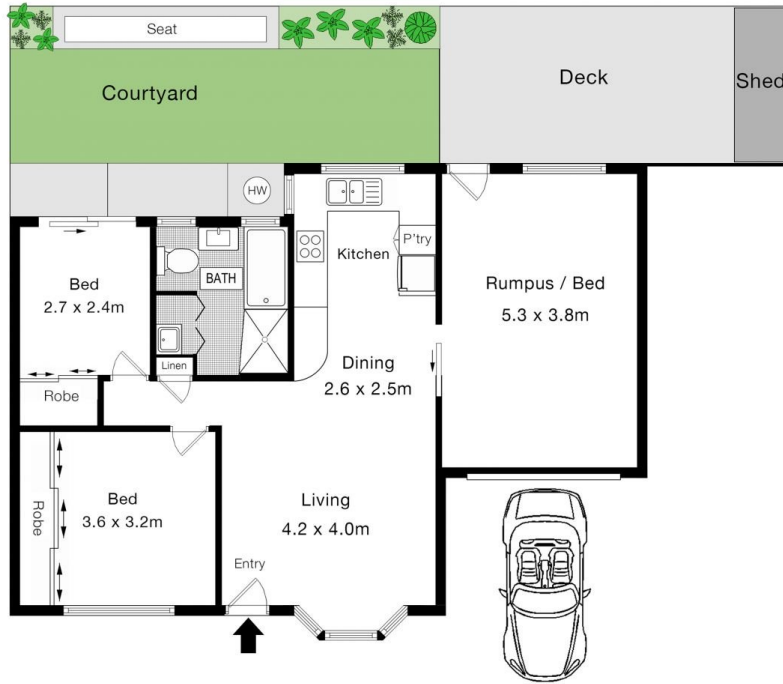 Seat
Courtyard
Deck
Shed
HW
Bed
2.7 x 2.4m
BATH
Kitchen
P'try
Rumpus / Bed
5.3 x 3.8m
Linen
Dining
2.6 x 2.5m
Robe
Robe
Bed
3.6 x 3.2m
Living
4.2 x 4.0m
Entry